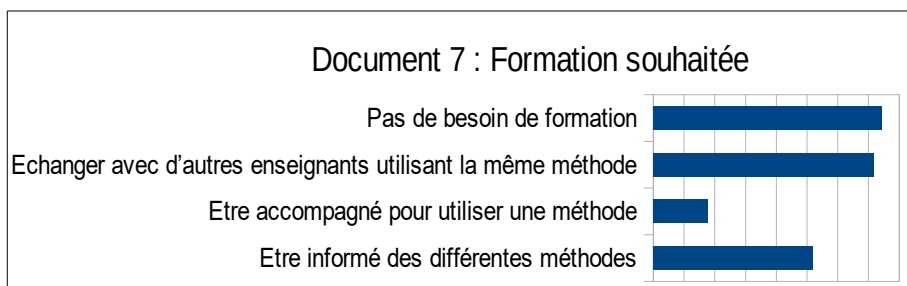 Document 7 : Formation souhaitée
Pas de besoin de formation
Echanger avec d'autres enseignants utilisant la même méthode
Etre accompagné pour utiliser une méthode
Etre informé des différentes méthodes